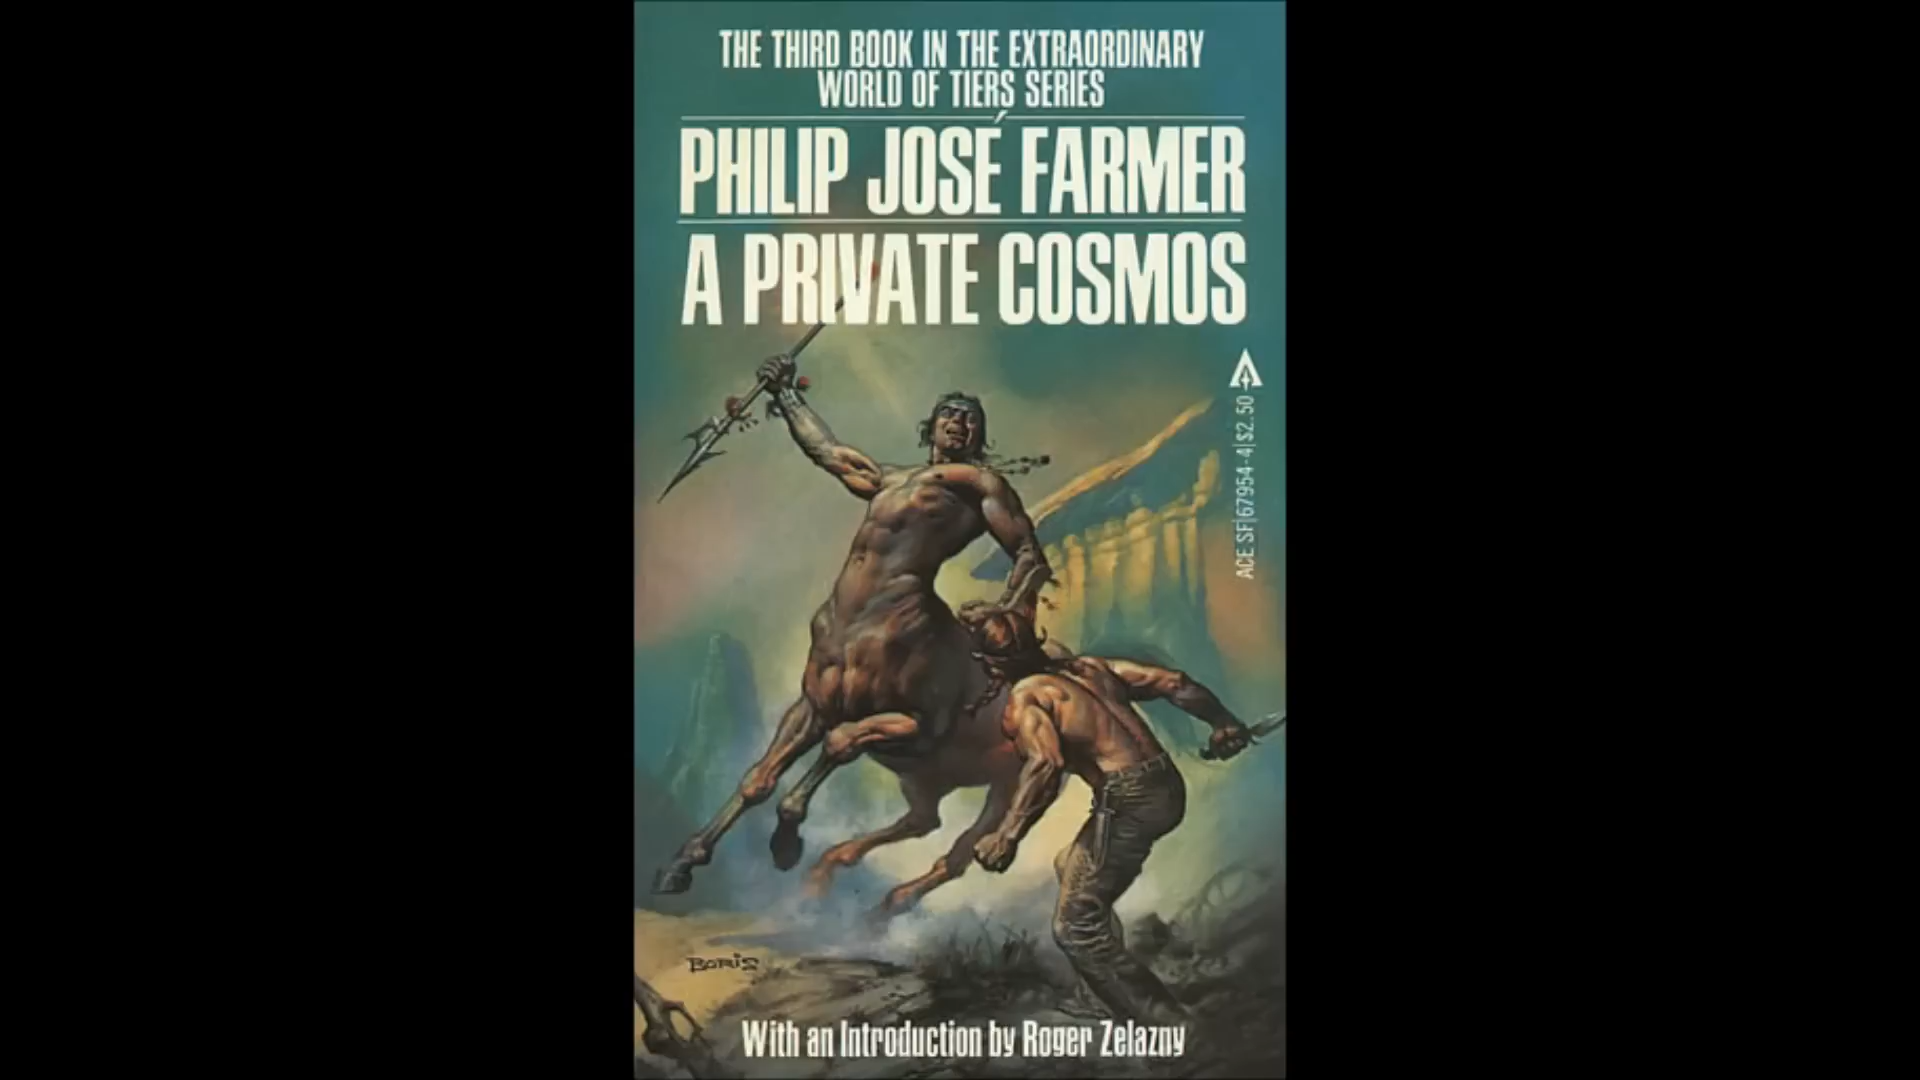 THE THIRD BOOK IN THE EXTRAORDINARY
WORLD OF TIERS SERIES
PHILIP JOSÉ FARMER
A PRIVATE COSMOS
ACE SF|67954-4|$2.50
BORIS
With an Introduction by Roger Zelazny